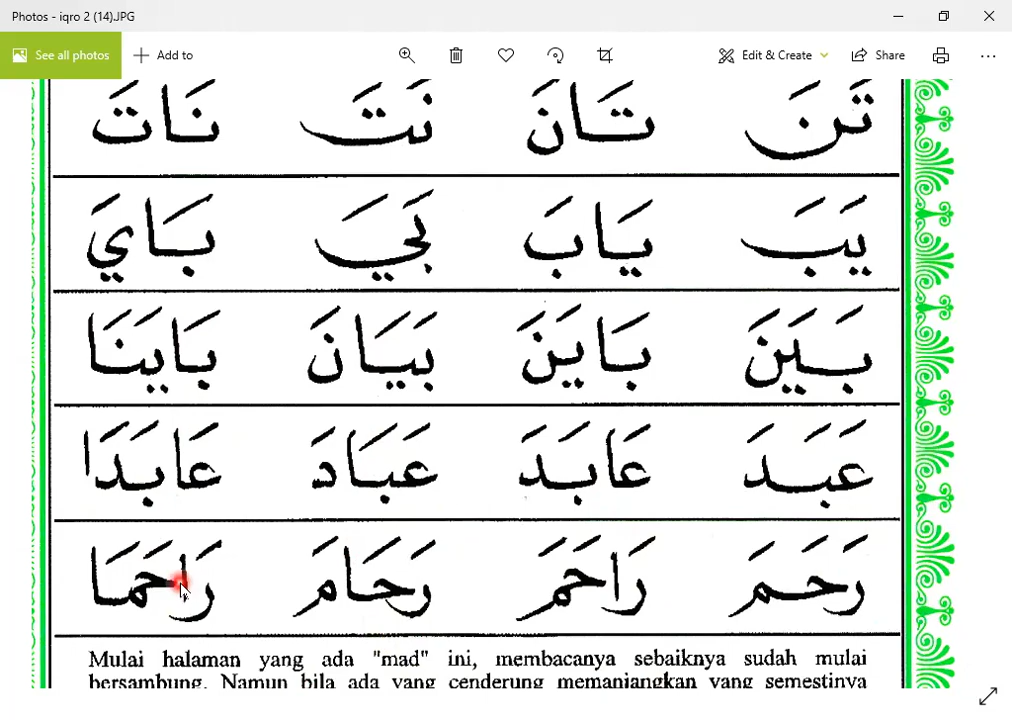 Photos - iqro 2 (14).JPG
See all photos
Add to
Edit & Create
Share
تَنَ تَانَ نَتَ نَاتَ
يَبَ يَابَ بَيَ بَايَ
بَيَنَ بَايَنَ بَيَانَ بَايَنَا
عَبَدَ عَابَدَ عَبَادَ عَابَدَا
رَحَمَ رَاحَمَ رَحَامَ رَاحَمَا
Mulai halaman yang ada "mad" ini, membacanya sebaiknya sudah mulai
bersambung. Namun bila ada yang cenderung memanjangkan yang semestinya